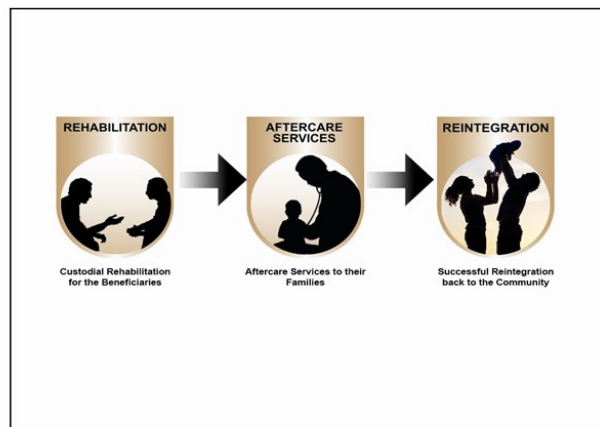 REHABILITATION
Custodial Rehabilitation
for the Beneficiaries
AFTERCARE
SERVICES
Aftercare Services to their
Families
REINTEGRATION
Successful Reintegration
back to the Community